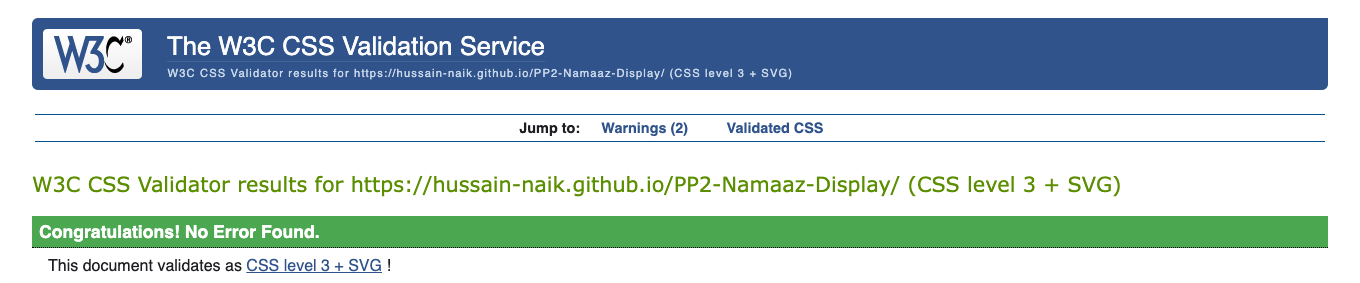 W3C®
The W3C CSS Validation Service
W3C CSS Validator results for https://hussain-naik.github.io/PP2-Namaaz-Display/ (CSS level 3 + SVG)
Jump to: Warnings (2) Validated CSS
W3C CSS Validator results for https://hussain-naik.github.io/PP2-Namaaz-Display/ (CSS level 3 + SVG)
Congratulations! No Error Found.
This document validates as CSS level 3 + SVG !